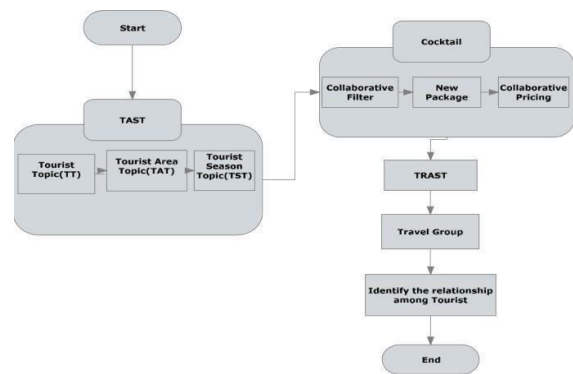 Start
TAST
Tourist
Topic(TT)
Tourist Area
Topic(TAT)
Tourist
Season
Topic(TST)
Cocktail
Collaborative
Filter
New
Package
Collaborative
Pricing
TRAST
Travel Group
Identify the relationship
among Tourist
End